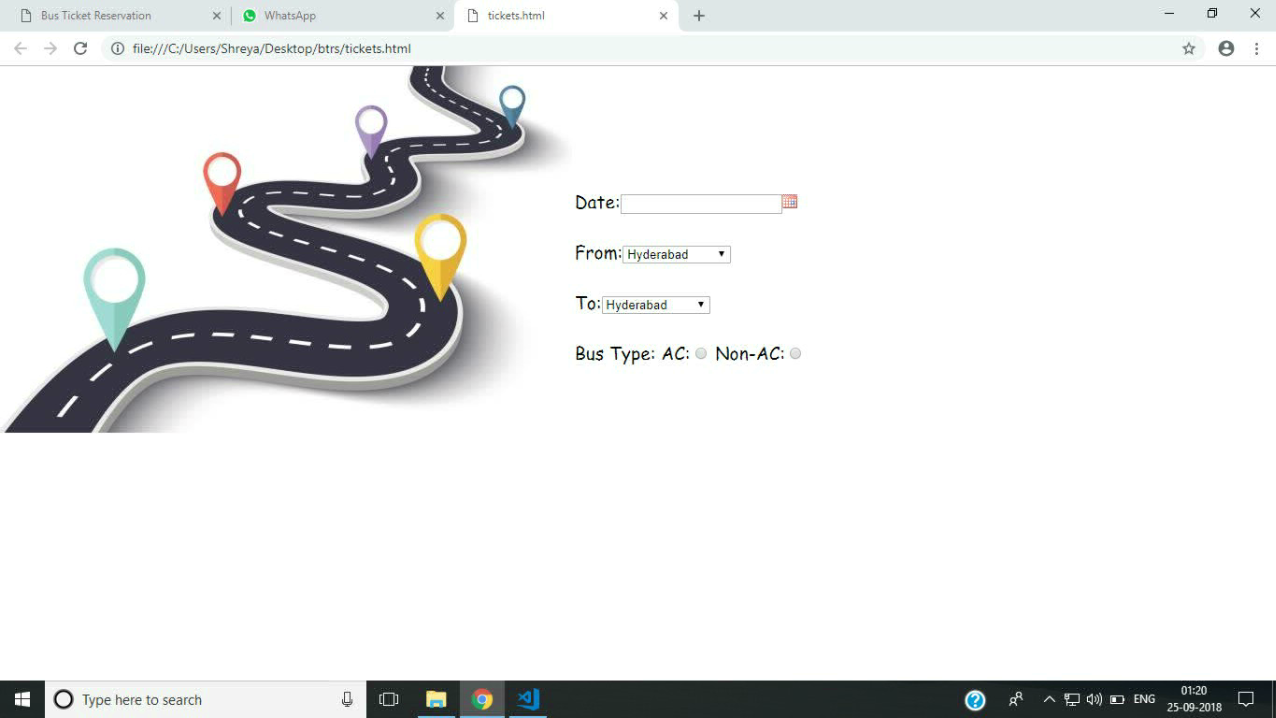 Bus Ticket Reservation
WhatsApp
tickets.html
file:///C:/Users/Shreya/Desktop/btrs/tickets.html
Date:
From: Hyderabad
To: Hyderabad
Bus Type: AC: Non-AC:
Type here to search
ENG
01:20
25-09-2018